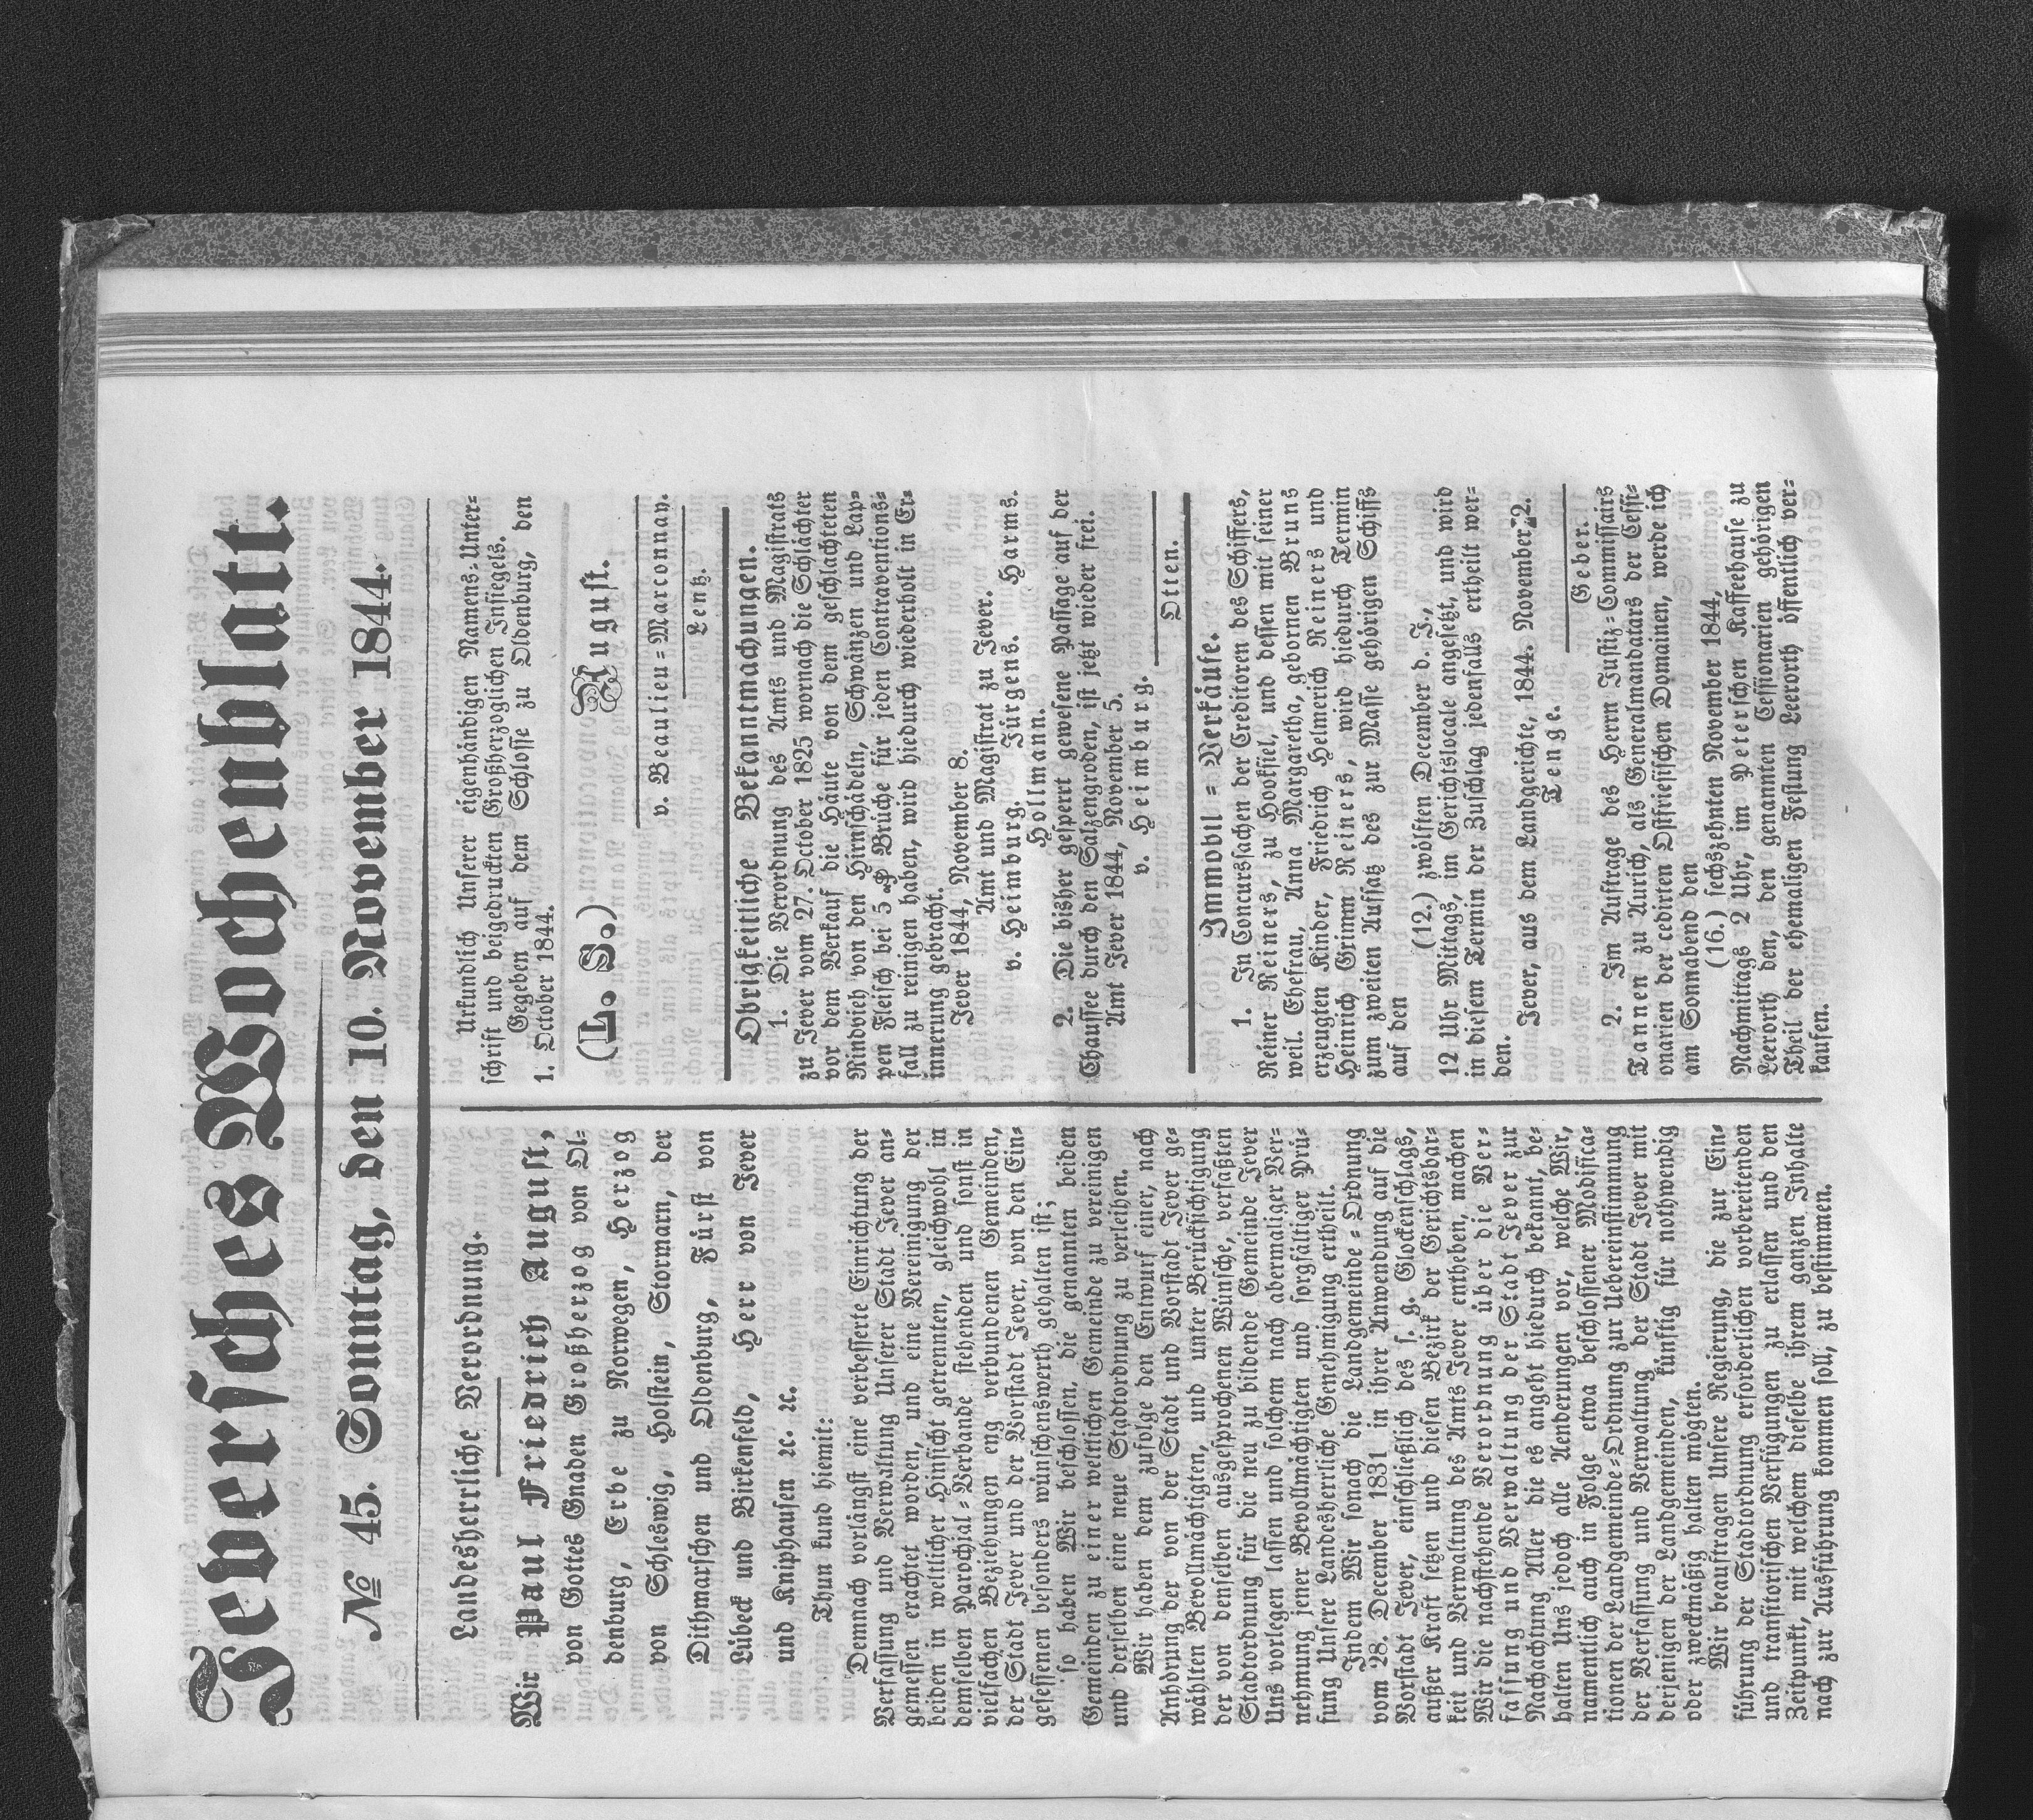 Jeversches Wochenblatt.
№ 45. Sonntag, den 10. November 1844.
Landesherrliche Verordnung.
Wir Paul Friedrich August,
von Gottes Gnaden Großherzog von Ol-
denburg, Erbe zu Norwegen, Herzog
von Schleswig, Holstein, Stormarn, der
Dithmarschen und Oldenburg, Fürst von
Lübeck und Birkenfeld, Herr von Jever
und Kniphausen ꝛc. ꝛc.
Thun kund hiemit:
Demnach vorlängst eine verbesserte Einrichtung der
Verfassung und Verwaltung Unserer Stadt Jever an-
gemessen erachtet worden, und eine Vereinigung der
beiden in weltlicher Hinsicht getrennten, gleichwohl in
demselben Parochial-Verbande stehenden und sonst in
vielfachen Beziehungen eng verbundenen Gemeinden,
der Stadt Jever und der Vorstadt Jever, von den Ein-
gesessenen besonders wünschenswerth gehalten ist;
so haben Wir beschlossen, die genannten beiden
Gemeinden zu einer weltlichen Gemeinde zu vereinigen
und derselben eine neue Stadtordnung zu verleihen.
Wir haben dem zufolge den Entwurf einer, nach
Anhörung der von der Stadt und Vorstadt Jever ge-
wählten Bevollmächtigten, und unter Berücksichtigung
der von denselben ausgesprochenen Wünsche, verfaßten
Stadtordnung für die neu zu bildende Gemeinde Jever
Uns vorlegen lassen und solchem nach abermaliger Ver-
nehmung jener Bevollmächtigten und sorgfältiger Prü-
fung Unsere Landesherrliche Genehmigung ertheilt.
Indem Wir sonach die Landgemeinde-Ordnung
vom 28. December 1831 in ihrer Anwendung auf die
Vorstadt Jever, einschließlich des s. g. Glockenschlags,
außer Kraft setzen und diesen Bezirk der Gerichtsbar-
keit und Verwaltung des Amts Jever entheben, machen
Wir die nachstehende Verordnung über die Ver-
fassung und Verwaltung der Stadt Jever zur
Nachachtung Aller die es angeht hiedurch bekannt, be-
halten Uns jedoch alle Aenderungen vor, welche Wir,
namentlich auch in Folge etwa beschlossener Modifica-
tionen der Landgemeinde-Ordnung zur Uebereinstimmung
der Verfassung und Verwaltung der Stadt Jever mit
derjenigen der Landgemeinden, künftig für nothwendig
oder zweckmäßig halten mögten.
Wir beauftragen Unsere Regierung, die zur Ein-
führung der Stadtordnung erforderlichen vorbereitenden
und transitorischen Verfügungen zu erlassen und den
Zeitpunkt, mit welchem dieselbe ihrem ganzen Inhalte
nach zur Ausführung kommen soll, zu bestimmen.
Urkundlich Unserer eigenhändigen Namens-Unter-
schrift und beigedruckten Großherzoglichen Insiegels.
Gegeben auf dem Schlosse zu Oldenburg, den
1. October 1844.
(L. S.) August.
v. Beaulieu-Marconnay.
Lentz.
Obrigkeitliche Bekanntmachungen.
1. Die Verordnung des Amts und Magistrats
zu Jever vom 27. October 1825 wornach die Schlächter
vor dem Verkauf die Häute von dem geschlachteten
Rindvieh von den Hirnschädeln, Schwänzen und Lap-
pen Fleisch bei 5 ₰ Brüche für jeden Contraventions-
fall zu reinigen haben, wird hiedurch wiederholt in Er-
innerung gebracht.
Jever 1844, November 8.
Amt und Magistrat zu Jever.
v. Heimburg. Jürgens. Harms.
Hollmann.
2. Die bisher gesperrt gewesene Passage auf der
Chaussee durch den Salzengroden, ist jetzt wieder frei.
Amt Jever 1844, November 5.
v. Heimburg.
Otten.
Immobil-Verkäufe.
1. In Concurssachen der Creditoren des Schiffers,
Reiner Reiners, zu Hooksiel, und dessen mit seiner
weil. Ehefrau, Anna Margaretha, gebornen Bruns
erzeugten Kinder, Friedrich Helmerich Reiners und
Heinrich Grimm Reiners, wird hiedurch Termin
zum zweiten Aufsatz des zur Masse gehörigen Schiffs
auf den
(12.) zwölften December d. J.,
12 Uhr Mittags, im Gerichtslocale angesetzt, und wird
in diesem Termin der Zuschlag jedenfalls ertheilt wer-
den.
Jever, aus dem Landgerichte, 1844. November 2.
Tenge.
Geber.
2. Im Auftrage des Herrn Justiz-Commissairs
Tannen zu Aurich, als Generalmandatars der Cessi-
onarien der cedirten Ostfriesischen Domainen, werde ich
am Sonnabend den
(16.) sechszehnten November 1844,
Nachmittags 2 Uhr, im Petersschen Kaffeehause zu
Leerorth den, den genannten Cessionarien gehörigen
Theil der ehemaligen Festung Leerorth öffentlich ver-
kaufen.